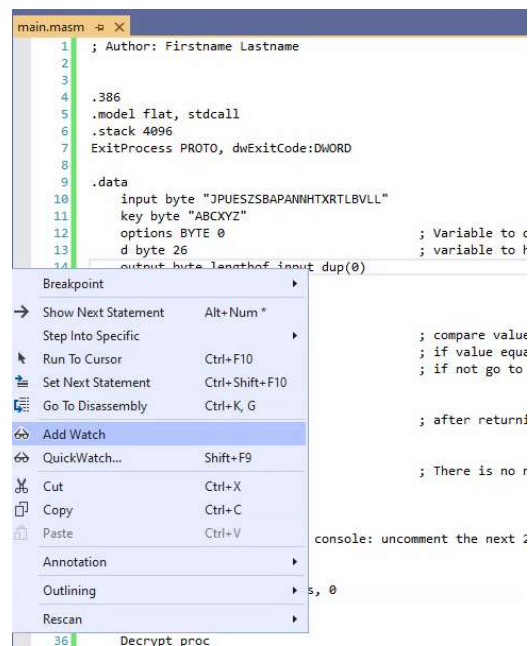 main.masm
1 ; Author: Firstname Lastname
2
3
4 .386
5 .model flat, stdcall
6 .stack 4096
7 ExitProcess PROTO, dwExitCode:DWORD
8
9 .data
10 input byte "JPUESZSBAPANNHTXRTLBVLL"
11 key byte "ABCXYZ"
12 options BYTE 0 ; Variable to
13 d byte 26 ; variable to h
14 output byte lengthof input dup(0)
Breakpoint
Show Next Statement Alt+Num *
Step Into Specific ; compare value
Run To Cursor Ctrl+F10 ; if value equa
Set Next Statement Ctrl+Shift+F10 ; if not go to
Go To Disassembly Ctrl+K, G
Add Watch ; after returni
QuickWatch... Shift+F9
Cut Ctrl+X ; There is no
Copy Ctrl+C
Paste Ctrl+V console: uncomment the next 2
Annotation
Outlining s, 0
Rescan
36 Decrypt proc